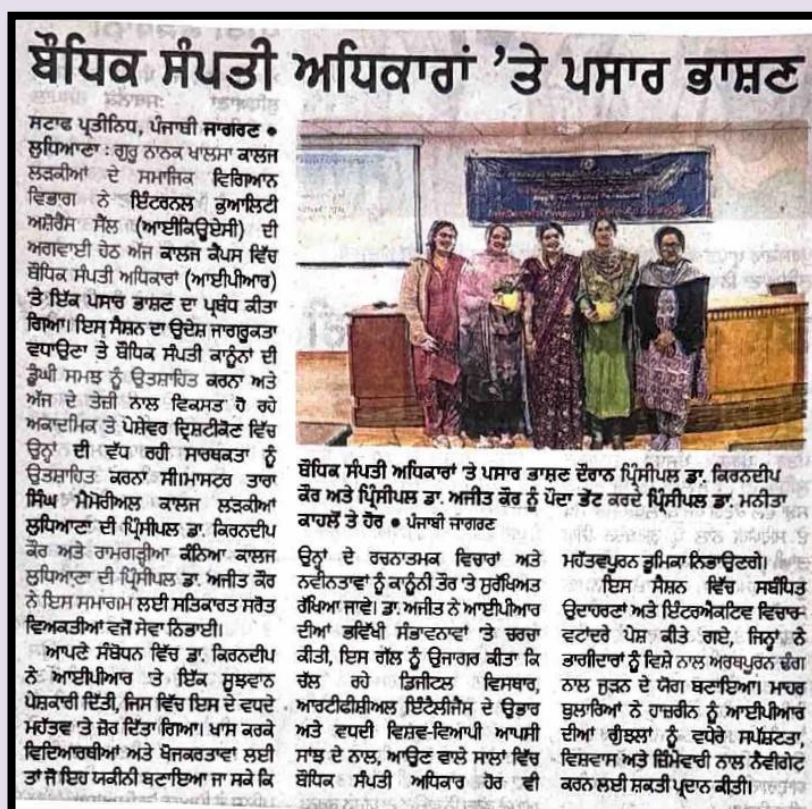 ਬੌਧਿਕ ਸੰਪਤੀ ਅਧਿਕਾਰਾਂ ’ਤੇ ਪਸਾਰ ਭਾਸ਼ਣ
ਸਟਾਫ ਪ੍ਰਤੀਨਿਧ, ਪੰਜਾਬੀ ਜਾਗਰਣ •
ਲੁਧਿਆਣਾ : ਗੁਰੂ ਨਾਨਕ ਖਾਲਸਾ ਕਾਲਜ
ਲੜਕੀਆਂ ਦੇ ਸਮਾਜਿਕ ਵਿਗਿਆਨ
ਵਿਭਾਗ ਨੇ ਇੰਟਰਨਲ ਕੁਆਲਿਟੀ
ਅਸ਼ੋਰੈਂਸ ਸੈੱਲ (ਆਈਕਿਊਏਸੀ) ਦੀ
ਅਗਵਾਈ ਹੇਠ ਅੱਜ ਕਾਲਜ ਕੈਂਪਸ ਵਿੱਚ
ਬੌਧਿਕ ਸੰਪਤੀ ਅਧਿਕਾਰਾਂ (ਆਈਪੀਆਰ)
'ਤੇ ਇੱਕ ਪਸਾਰ ਭਾਸ਼ਣ ਦਾ ਪ੍ਰਬੰਧ ਕੀਤਾ
ਗਿਆ। ਇਸ ਸੈਸ਼ਨ ਦਾ ਉਦੇਸ਼ ਜਾਗਰੂਕਤਾ
ਵਧਾਉਣਾ ਤੇ ਬੌਧਿਕ ਸੰਪਤੀ ਕਾਨੂੰਨਾਂ ਦੀ
ਡੂੰਘੀ ਸਮਝ ਨੂੰ ਉਤਸ਼ਾਹਿਤ ਕਰਨਾ ਅਤੇ
ਅੱਜ ਦੇ ਤੇਜ਼ੀ ਨਾਲ ਵਿਕਸਤ ਹੋ ਰਹੇ
ਅਕਾਦਮਿਕ ਤੇ ਪੇਸ਼ੇਵਰ ਦ੍ਰਿਸ਼ਟੀਕੋਣ ਵਿੱਚ
ਉਨ੍ਹਾਂ ਦੀ ਵੱਧ ਰਹੀ ਸਾਰਥਕਤਾ ਨੂੰ
ਉਤਸ਼ਾਹਿਤ ਕਰਨਾ ਸੀ।ਮਾਸਟਰ ਤਾਰਾ
ਸਿੰਘ ਮੈਮੋਰੀਅਲ ਕਾਲਜ ਲੜਕੀਆਂ
ਲੁਧਿਆਣਾ ਦੀ ਪ੍ਰਿੰਸੀਪਲ ਡਾ. ਕਿਰਨਦੀਪ
ਕੌਰ ਅਤੇ ਰਾਮਗੜ੍ਹੀਆ ਕੰਨਿਆ ਕਾਲਜ
ਲੁਧਿਆਣਾ ਦੀ ਪ੍ਰਿੰਸੀਪਲ ਡਾ. ਅਜੀਤ ਕੌਰ
ਨੇ ਇਸ ਸਮਾਗਮ ਲਈ ਸਤਿਕਾਰਤ ਸਰੋਤ
ਵਿਅਕਤੀਆਂ ਵਜੋਂ ਸੇਵਾ ਨਿਭਾਈ।
ਆਪਣੇ ਸੰਬੋਧਨ ਵਿੱਚ ਡਾ. ਕਿਰਨਦੀਪ
ਨੇ ਆਈਪੀਆਰ 'ਤੇ ਇੱਕ ਸੂਝਵਾਨ
ਪੇਸ਼ਕਾਰੀ ਦਿੱਤੀ, ਜਿਸ ਵਿੱਚ ਇਸ ਦੇ ਵਧਦੇ
ਮਹੱਤਵ 'ਤੇ ਜ਼ੋਰ ਦਿੱਤਾ ਗਿਆ। ਖਾਸ ਕਰਕੇ
ਵਿਦਿਆਰਥੀਆਂ ਅਤੇ ਖੋਜਕਰਤਾਵਾਂ ਲਈ
ਤਾਂ ਜੋ ਇਹ ਯਕੀਨੀ ਬਣਾਇਆ ਜਾ ਸਕੇ ਕਿ
ਬੌਧਿਕ ਸੰਪਤੀ ਅਧਿਕਾਰਾਂ 'ਤੇ ਪਸਾਰ ਭਾਸ਼ਣ ਦੌਰਾਨ ਪ੍ਰਿੰਸੀਪਲ ਡਾ. ਕਿਰਨਦੀਪ
ਕੌਰ ਅਤੇ ਪ੍ਰਿੰਸੀਪਲ ਡਾ. ਅਜੀਤ ਕੌਰ ਨੂੰ ਪੌਦਾ ਭੇਂਟ ਕਰਦੇ ਪ੍ਰਿੰਸੀਪਲ ਡਾ. ਮਨੀਤਾ
ਕਾਹਲੋਂ ਤੇ ਹੋਰ • ਪੰਜਾਬੀ ਜਾਗਰਣ
ਉਨ੍ਹਾਂ ਦੇ ਰਚਨਾਤਮਕ ਵਿਚਾਰਾਂ ਅਤੇ
ਨਵੀਨਤਾਵਾਂ ਨੂੰ ਕਾਨੂੰਨੀ ਤੌਰ 'ਤੇ ਸੁਰੱਖਿਅਤ
ਰੱਖਿਆ ਜਾਵੇ। ਡਾ. ਅਜੀਤ ਨੇ ਆਈਪੀਆਰ
ਦੀਆਂ ਭਵਿੱਖੀ ਸੰਭਾਵਨਾਵਾਂ 'ਤੇ ਚਰਚਾ
ਕੀਤੀ, ਇਸ ਗੱਲ ਨੂੰ ਉਜਾਗਰ ਕੀਤਾ ਕਿ
ਚੱਲ ਰਹੇ ਡਿਜੀਟਲ ਵਿਸਥਾਰ,
ਆਰਟੀਫੀਸ਼ੀਅਲ ਇੰਟੈਲੀਜੈਂਸ ਦੇ ਉਭਾਰ
ਅਤੇ ਵਧਦੀ ਵਿਸ਼ਵ-ਵਿਆਪੀ ਆਪਸੀ
ਸਾਂਝ ਦੇ ਨਾਲ, ਆਉਣ ਵਾਲੇ ਸਾਲਾਂ ਵਿੱਚ
ਬੌਧਿਕ ਸੰਪਤੀ ਅਧਿਕਾਰ ਹੋਰ ਵੀ
ਮਹੱਤਵਪੂਰਨ ਭੂਮਿਕਾ ਨਿਭਾਉਣਗੇ।
ਇਸ ਸੈਸ਼ਨ ਵਿੱਚ ਸਬੰਧਿਤ
ਉਦਾਹਰਣਾਂ ਅਤੇ ਇੰਟਰਐਕਟਿਵ ਵਿਚਾਰ-
ਵਟਾਂਦਰੇ ਪੇਸ਼ ਕੀਤੇ ਗਏ, ਜਿਨ੍ਹਾਂ ਨੇ
ਭਾਗੀਦਾਰਾਂ ਨੂੰ ਵਿਸ਼ੇ ਨਾਲ ਅਰਥਪੂਰਨ ਢੰਗ
ਨਾਲ ਜੁੜਨ ਦੇ ਯੋਗ ਬਣਾਇਆ। ਮਾਹਰ
ਬੁਲਾਰਿਆਂ ਨੇ ਹਾਜ਼ਰੀਨ ਨੂੰ ਆਈਪੀਆਰ
ਦੀਆਂ ਗੁੰਝਲਾਂ ਨੂੰ ਵਧੇਰੇ ਸਪੱਸ਼ਟਤਾ,
ਵਿਸ਼ਵਾਸ ਅਤੇ ਜ਼ਿੰਮੇਵਾਰੀ ਨਾਲ ਨੈਵੀਗੇਟ
ਕਰਨ ਲਈ ਸ਼ਕਤੀ ਪ੍ਰਦਾਨ ਕੀਤੀ।